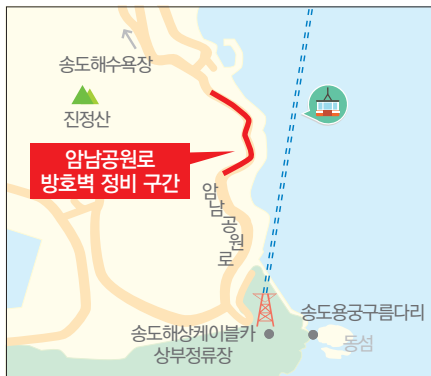 송도해수욕장
진정산
암남공원로
방호벽 정비 구간
암남공원로
송도용궁구름다리
송도해상케이블카
상부정류장
동섬